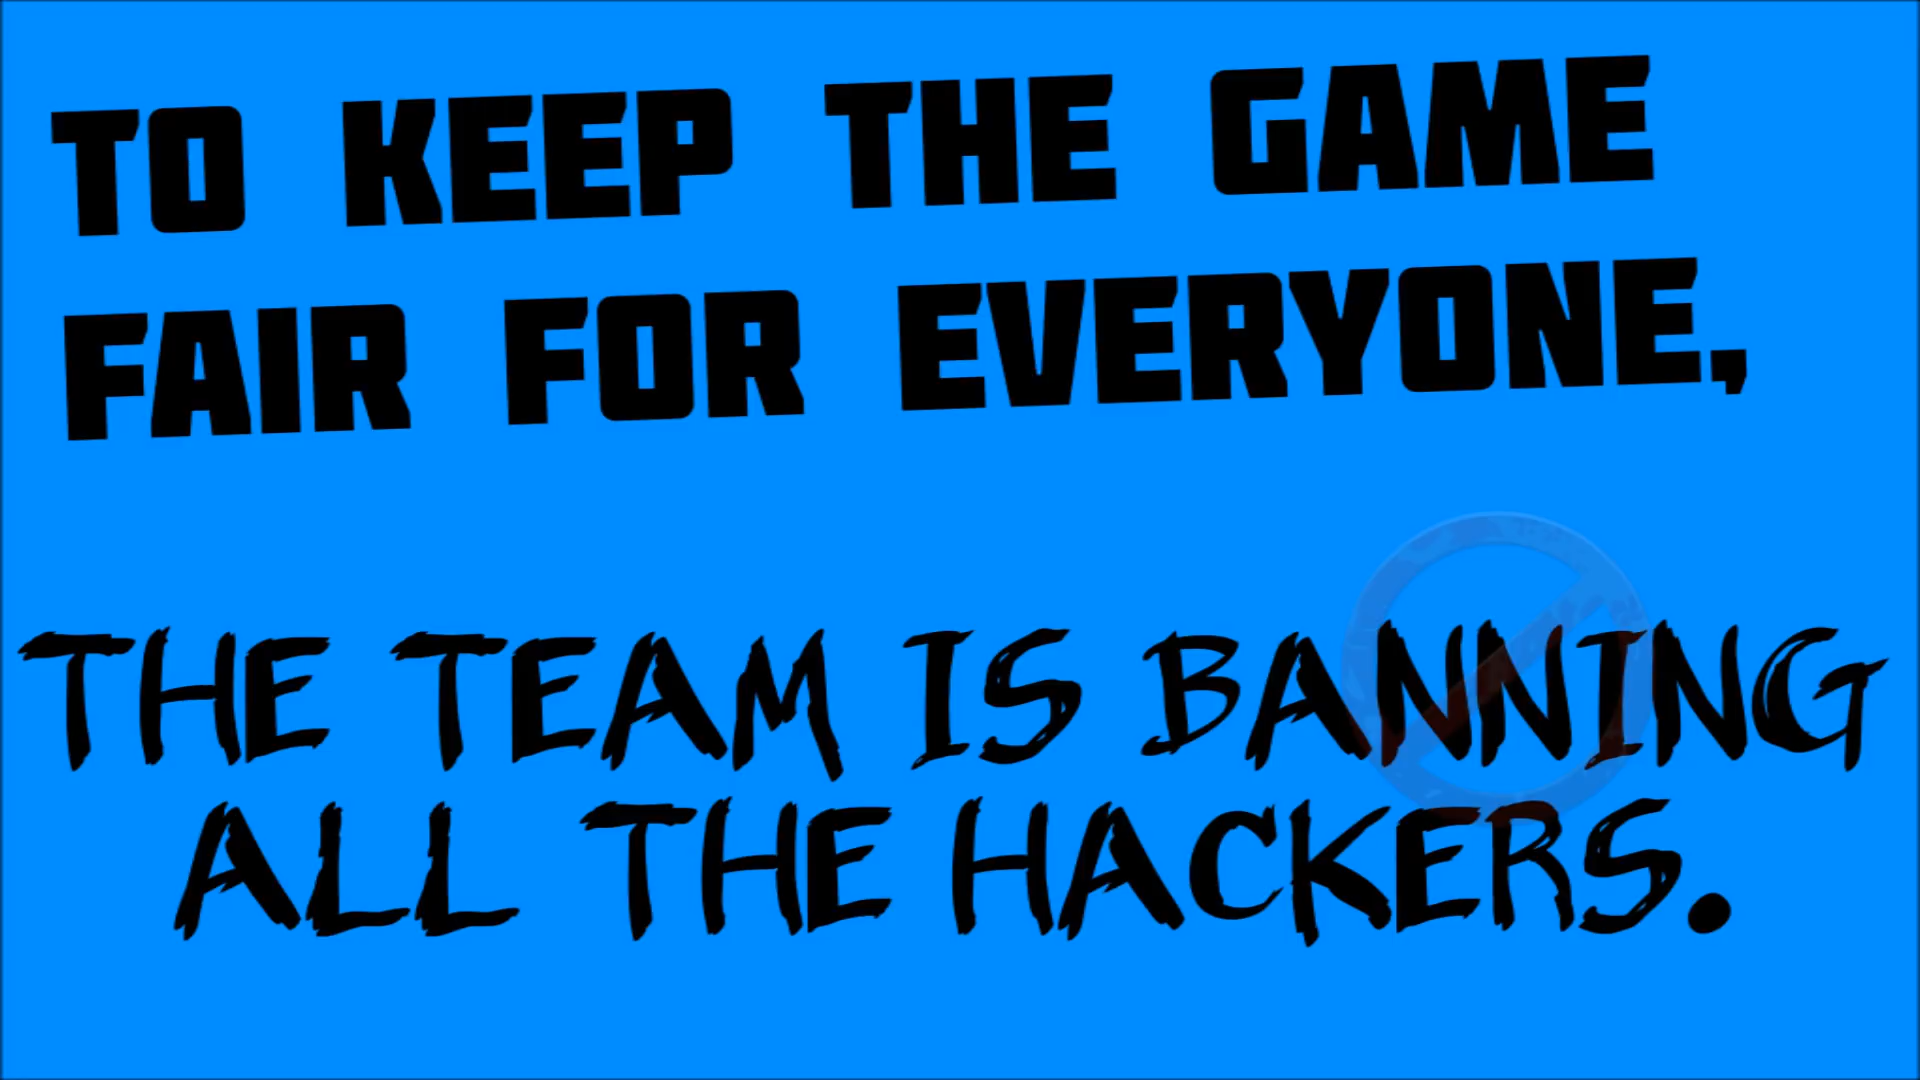 TO KEEP THE GAME
FAIR FOR EVERYONE,
THE TEAM IS BANNING
ALL THE HACKERS.